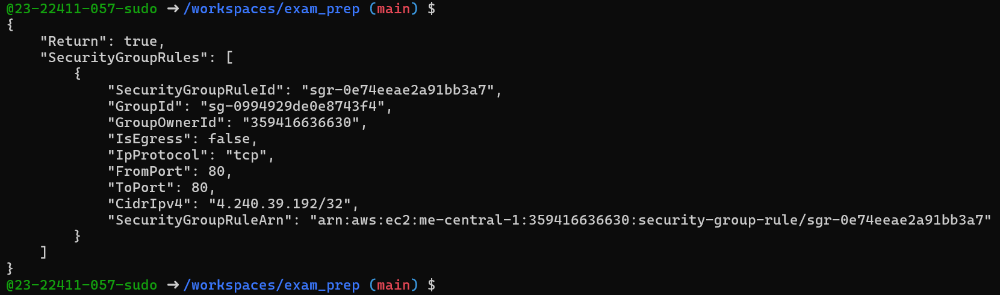 @23-22411-057-sudo ➜ /workspaces/exam_prep (main) $
{
    "Return": true,
    "SecurityGroupRules": [
        {
            "SecurityGroupRuleId": "sgr-0e74eeae2a91bb3a7",
            "GroupId": "sg-0994929de0e8743f4",
            "GroupOwnerId": "359416636630",
            "IsEgress": false,
            "IpProtocol": "tcp",
            "FromPort": 80,
            "ToPort": 80,
            "CidrIpv4": "4.240.39.192/32",
            "SecurityGroupRuleArn": "arn:aws:ec2:me-central-1:359416636630:security-group-rule/sgr-0e74eeae2a91bb3a7"
        }
    ]
}
@23-22411-057-sudo ➜ /workspaces/exam_prep (main) $